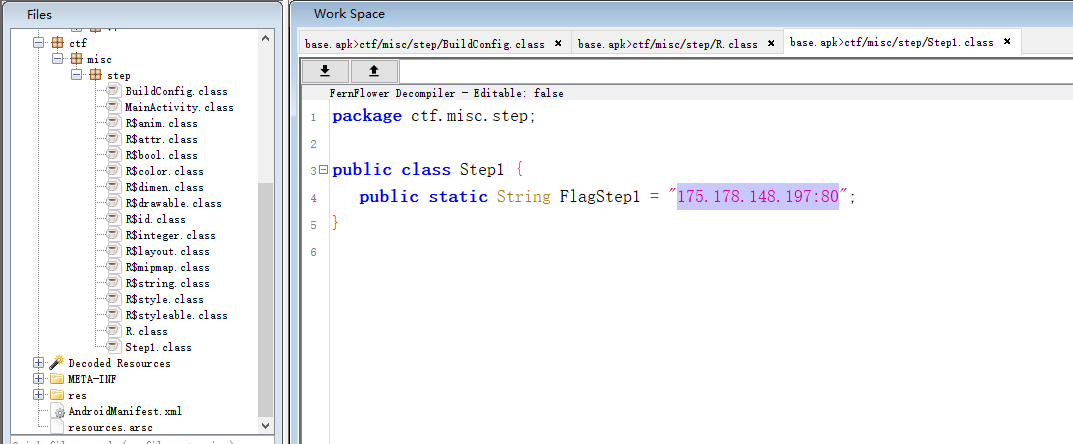 Files
ctf
misc
step
BuildConfig.class
MainActivity.class
R$anim.class
R$attr.class
R$bool.class
R$color.class
R$dimen.class
R$drawable.class
R$id.class
R$integer.class
R$layout.class
R$mipmap.class
R$string.class
R$style.class
R$styleable.class
R.class
Step1.class
Decoded Resources
META-INF
res
AndroidManifest.xml
resources.arsc
Work Space
base.apk>ctf/misc/step/BuildConfig.class × base.apk>ctf/misc/step/R.class × base.apk>ctf/misc/step/Step1.class ×
FernFlower Decompiler - Editable: false
1 package ctf.misc.step;
2
3 public class Step1 {
4 public static String FlagStep1 = "175.178.148.197:80";
5 }
6